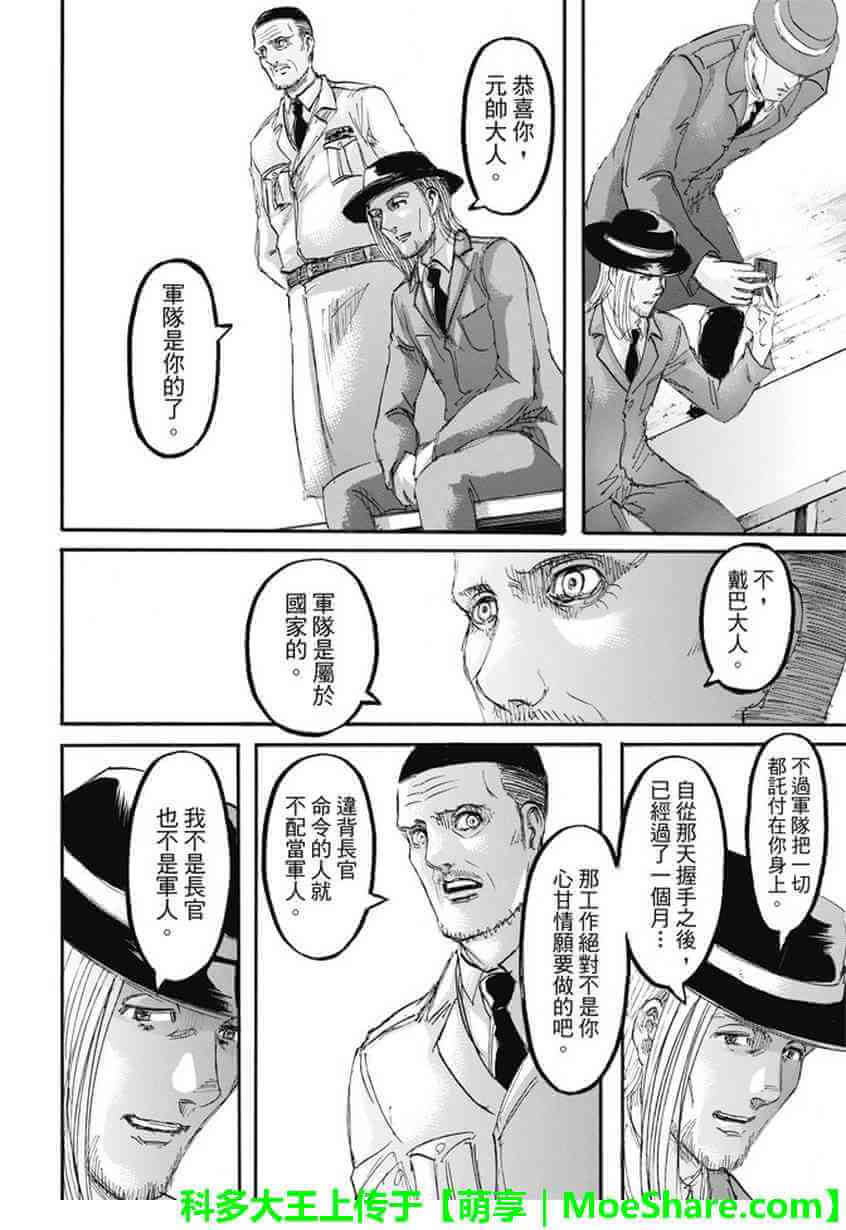 恭喜你，
元帥大人。
軍隊是你的了。
不，
戴巴大人。
軍隊是屬於
國家的。
不過軍隊把一切
都託付在你身上。
自從那天握手之後，
已經過了一個月…
那工作絕對不是你
心甘情願要做的吧。
違背長官
命令的人就
不配當軍人。
我不是長官
也不是軍人。
科多大王上传于【萌享｜MoeShare.com】